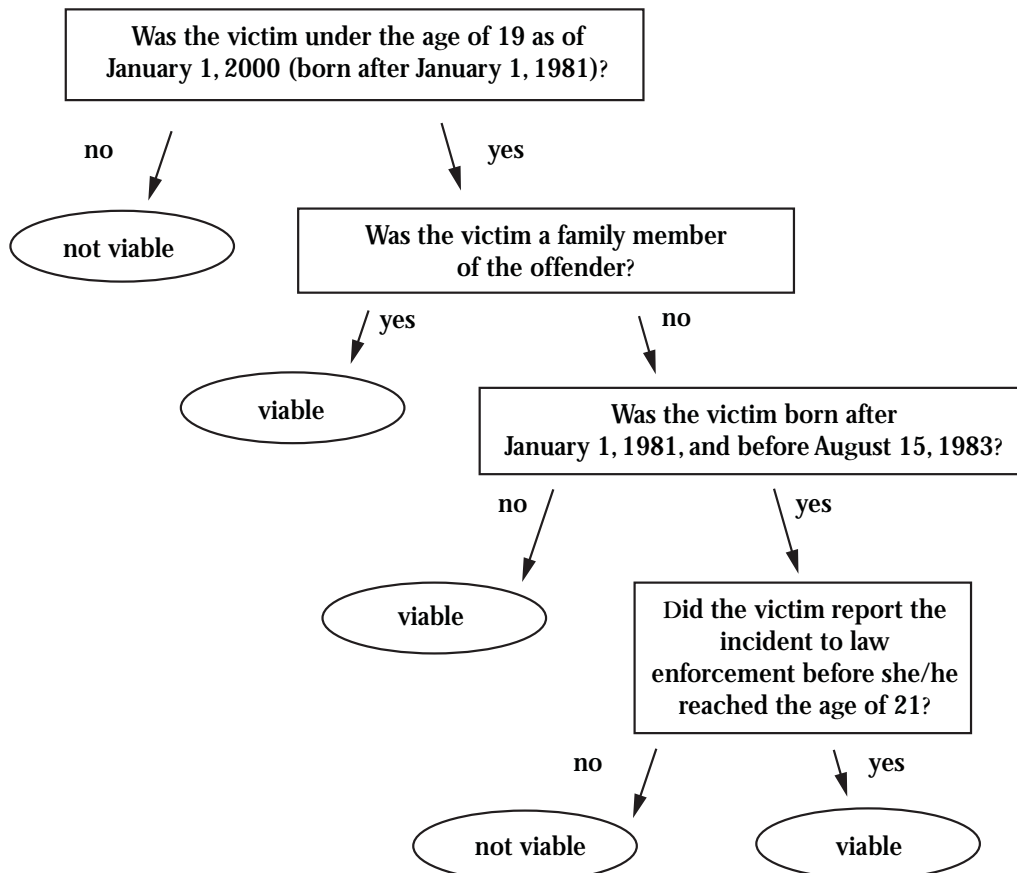 Was the victim under the age of 19 as of
January 1, 2000 (born after January 1, 1981)?
no
yes
not viable
Was the victim a family member
of the offender?
yes
no
viable
Was the victim born after
January 1, 1981, and before August 15, 1983?
no
yes
viable
Did the victim report the
incident to law
enforcement before she/he
reached the age of 21?
no
yes
not viable
viable